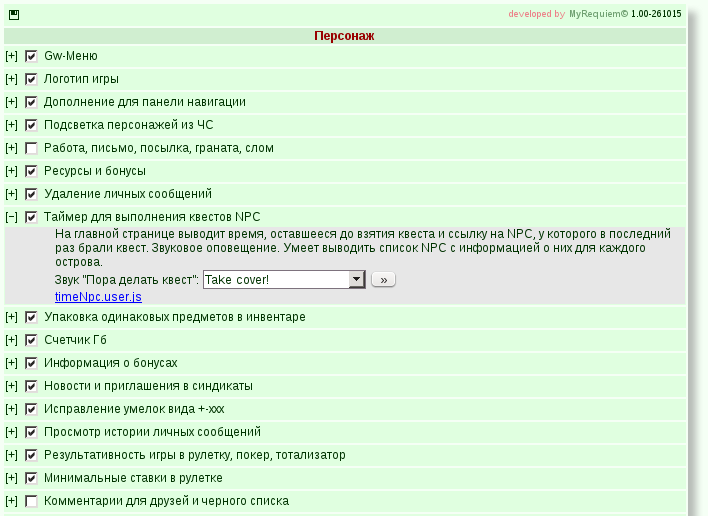 developed by MyRequiem© 1.00-261015
Персонаж
[+] Gw-Меню
[+] Логотип игры
[+] Дополнение для панели навигации
[+] Подсветка персонажей из ЧС
[+] Работа, письмо, посылка, граната, слом
[+] Ресурсы и бонусы
[+] Удаление личных сообщений
[−] Таймер для выполнения квестов NPC
На главной странице выводит время, оставшееся до взятия квеста и ссылку на NPC, у которого в последний
раз брали квест. Звуковое оповещение. Умеет выводить список NPC с информацией о них для каждого
острова.
Звук "Пора делать квест": Take cover! »
timeNpc.user.js
[+] Упаковка одинаковых предметов в инвентаре
[+] Счетчик Гб
[+] Информация о бонусах
[+] Новости и приглашения в синдикаты
[+] Исправление умелок вида +-xxx
[+] Просмотр истории личных сообщений
[+] Результативность игры в рулетку, покер, тотализатор
[+] Минимальные ставки в рулетке
[+] Комментарии для друзей и черного списка